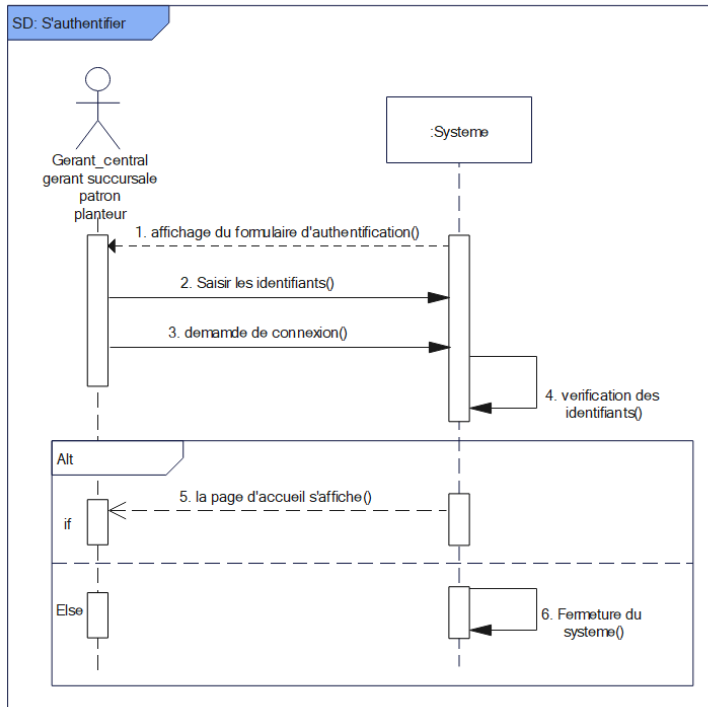 SD: S'authentifier
:Systeme
Gerant_central
gerant succursale
patron
planteur
1. affichage du formulaire d'authentification()
2. Saisir les identifiants()
3. demamde de connexion()
4. verification des
identifiants()
Alt
5. la page d'accueil s'affiche()
if
Else
6. Fermeture du
systeme()